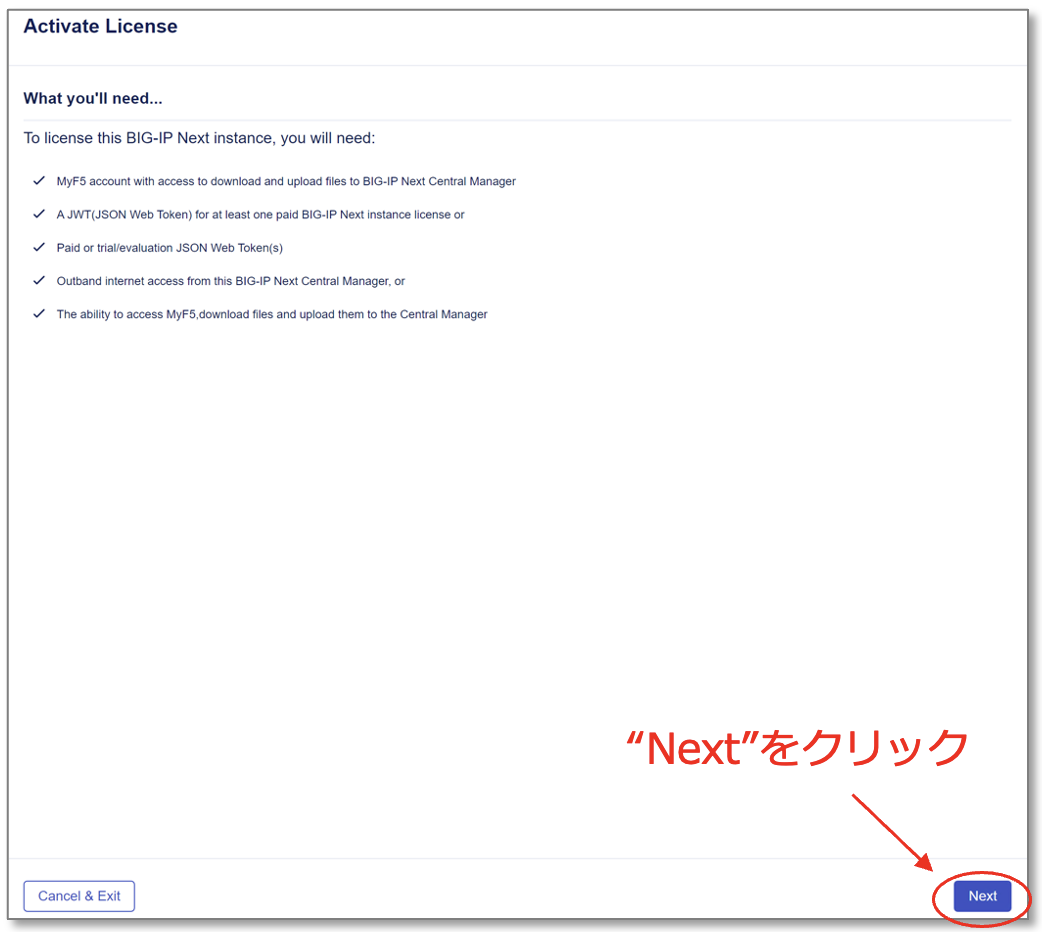 Activate License
What you'll need...
To license this BIG-IP Next instance, you will need:
MyF5 account with access to download and upload files to BIG-IP Next Central Manager
A JWT(JSON Web Token) for at least one paid BIG-IP Next instance license or
Paid or trial/evaluation JSON Web Token(s)
Outband internet access from this BIG-IP Next Central Manager, or
The ability to access MyF5,download files and upload them to the Central Manager
“Next”をクリック
Cancel & Exit
Next